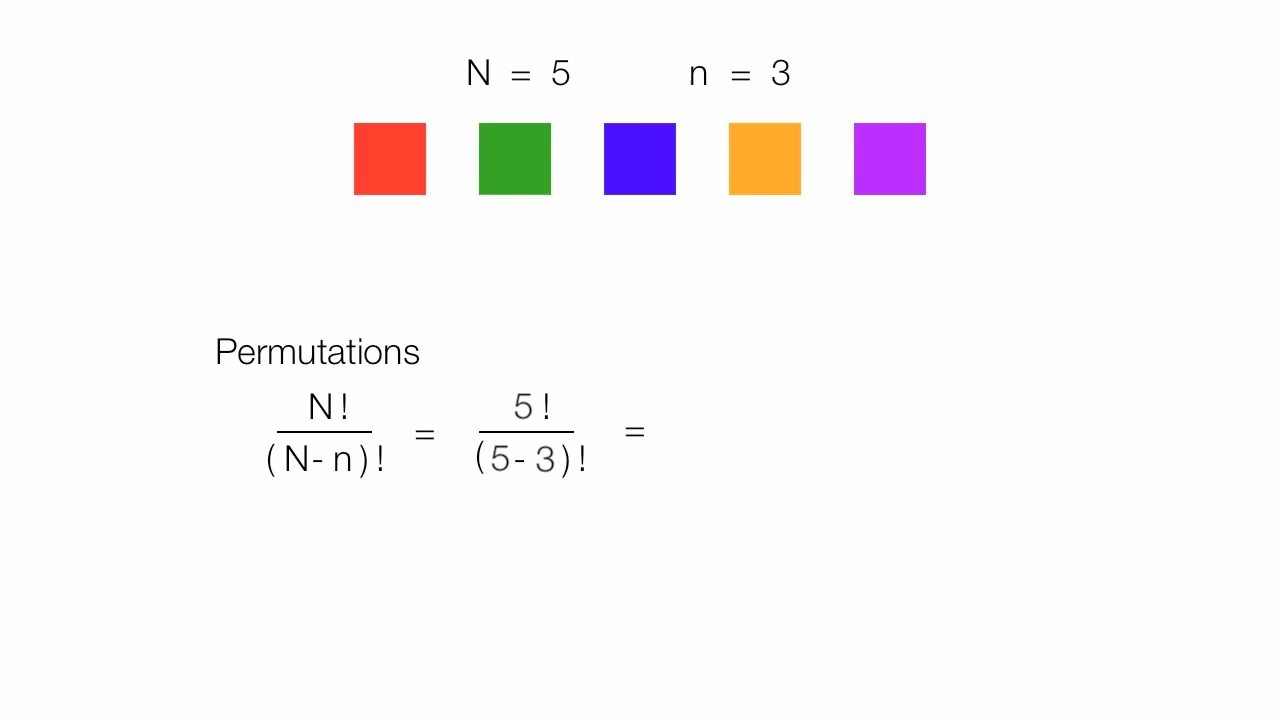 N = 5 n = 3
Permutations
N! = 5! =
(N-n)! (5-3)!